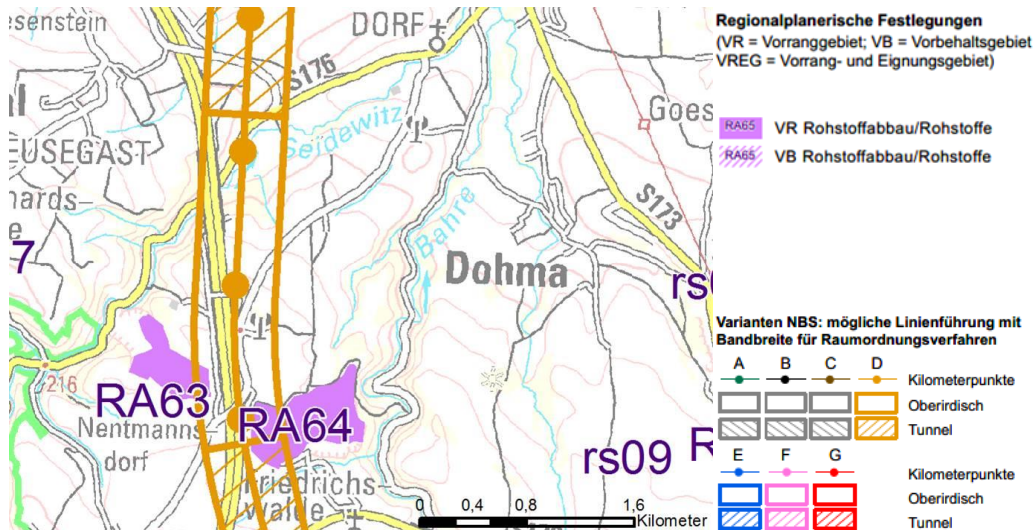 esenstein
DORF
S176
Seidewitz
al
EUSEGAST
hards-
e
7
Goes
S173
Bahre
Dohma
rs
216
RA63
RA64
Nentmanns-
dorf
Friedrichs-
walde
rs09
R
0 0,4 0,8 1,6
Kilometer
Regionalplanerische Festlegungen
(VR = Vorranggebiet; VB = Vorbehaltsgebiet
VREG = Vorrang- und Eignungsgebiet)
RA65 VR Rohstoffabbau/Rohstoffe
RA65 VB Rohstoffabbau/Rohstoffe
Varianten NBS: mögliche Linienführung mit
Bandbreite für Raumordnungsverfahren
A B C D
Kilometerpunkte
Oberirdisch
Tunnel
E F G
Kilometerpunkte
Oberirdisch
Tunnel